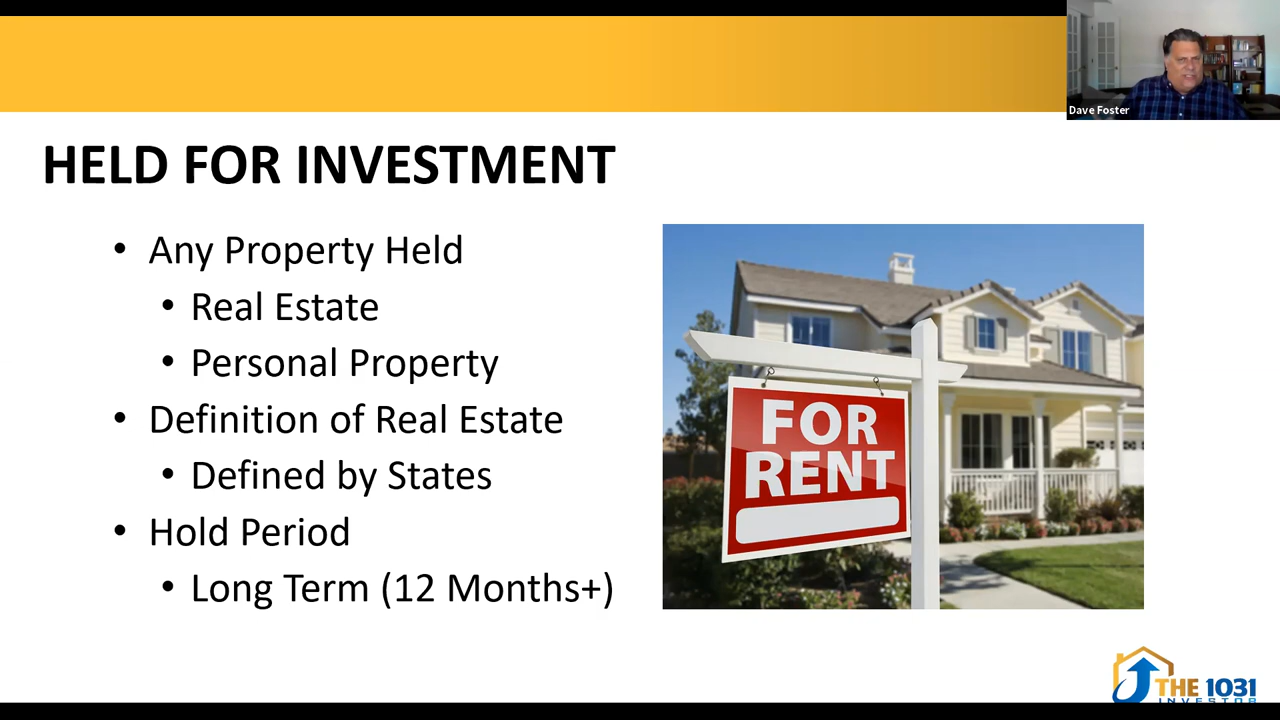 Dave Foster
HELD FOR INVESTMENT
• Any Property Held
• Real Estate
• Personal Property
• Definition of Real Estate
• Defined by States
• Hold Period
• Long Term (12 Months+)
FOR
RENT
THE 1031
INVESTOR